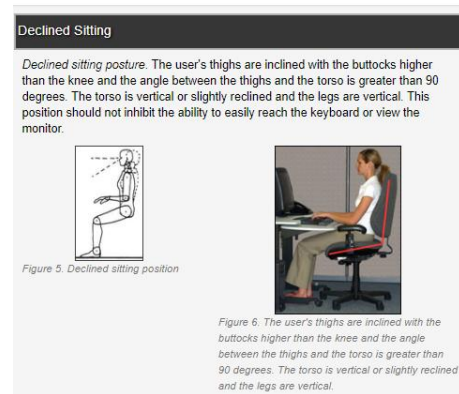 Declined Sitting
Declined sitting posture. The user's thighs are inclined with the buttocks higher
than the knee and the angle between the thighs and the torso is greater than 90
degrees. The torso is vertical or slightly reclined and the legs are vertical. This
position should not inhibit the ability to easily reach the keyboard or view the
monitor.
Figure 5. Declined sitting position
Figure 6. The user's thighs are inclined with the
buttocks higher than the knee and the angle
between the thighs and the torso is greater than
90 degrees. The torso is vertical or slightly reclined
and the legs are vertical.